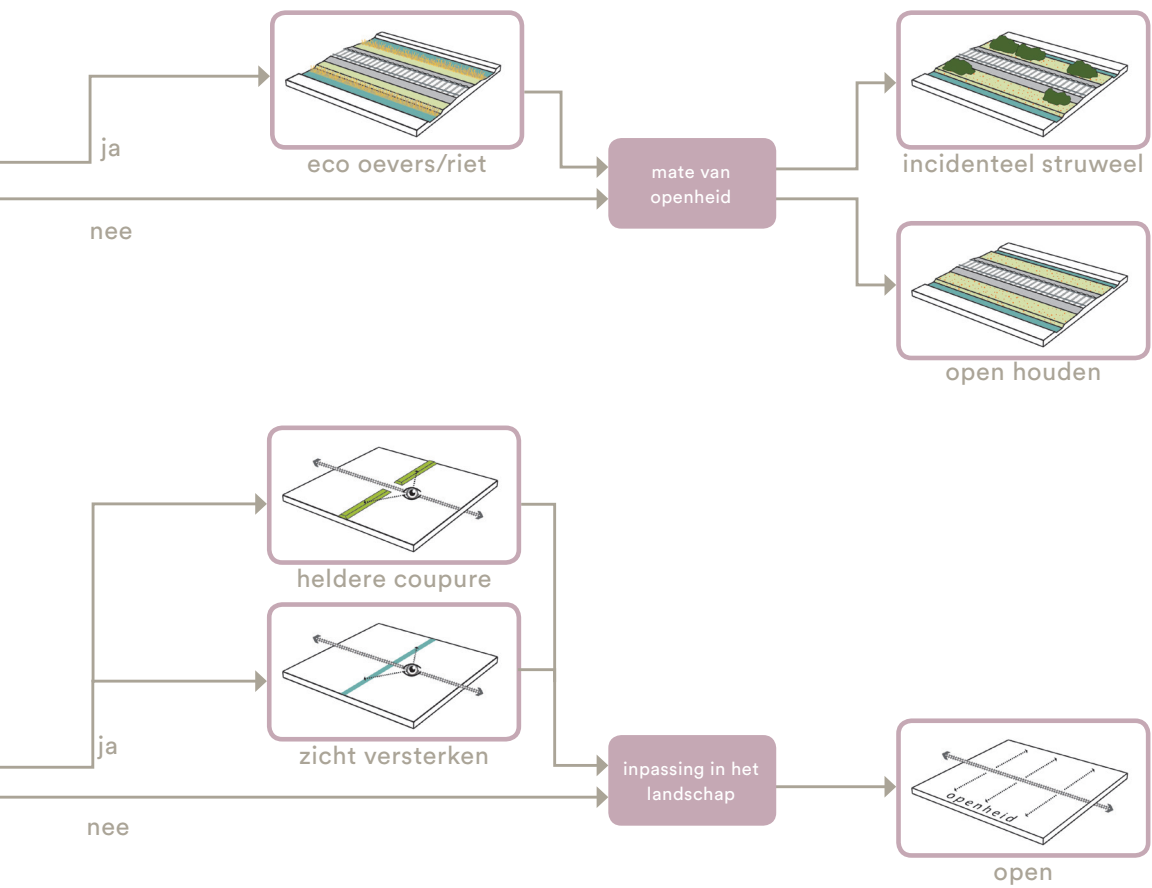 ja
eco oevers/riet
mate van
openheid
incidenteel struweel
nee
open houden
heldere coupure
ja
zicht versterken
inpassing in het
landschap
openheid
nee
open